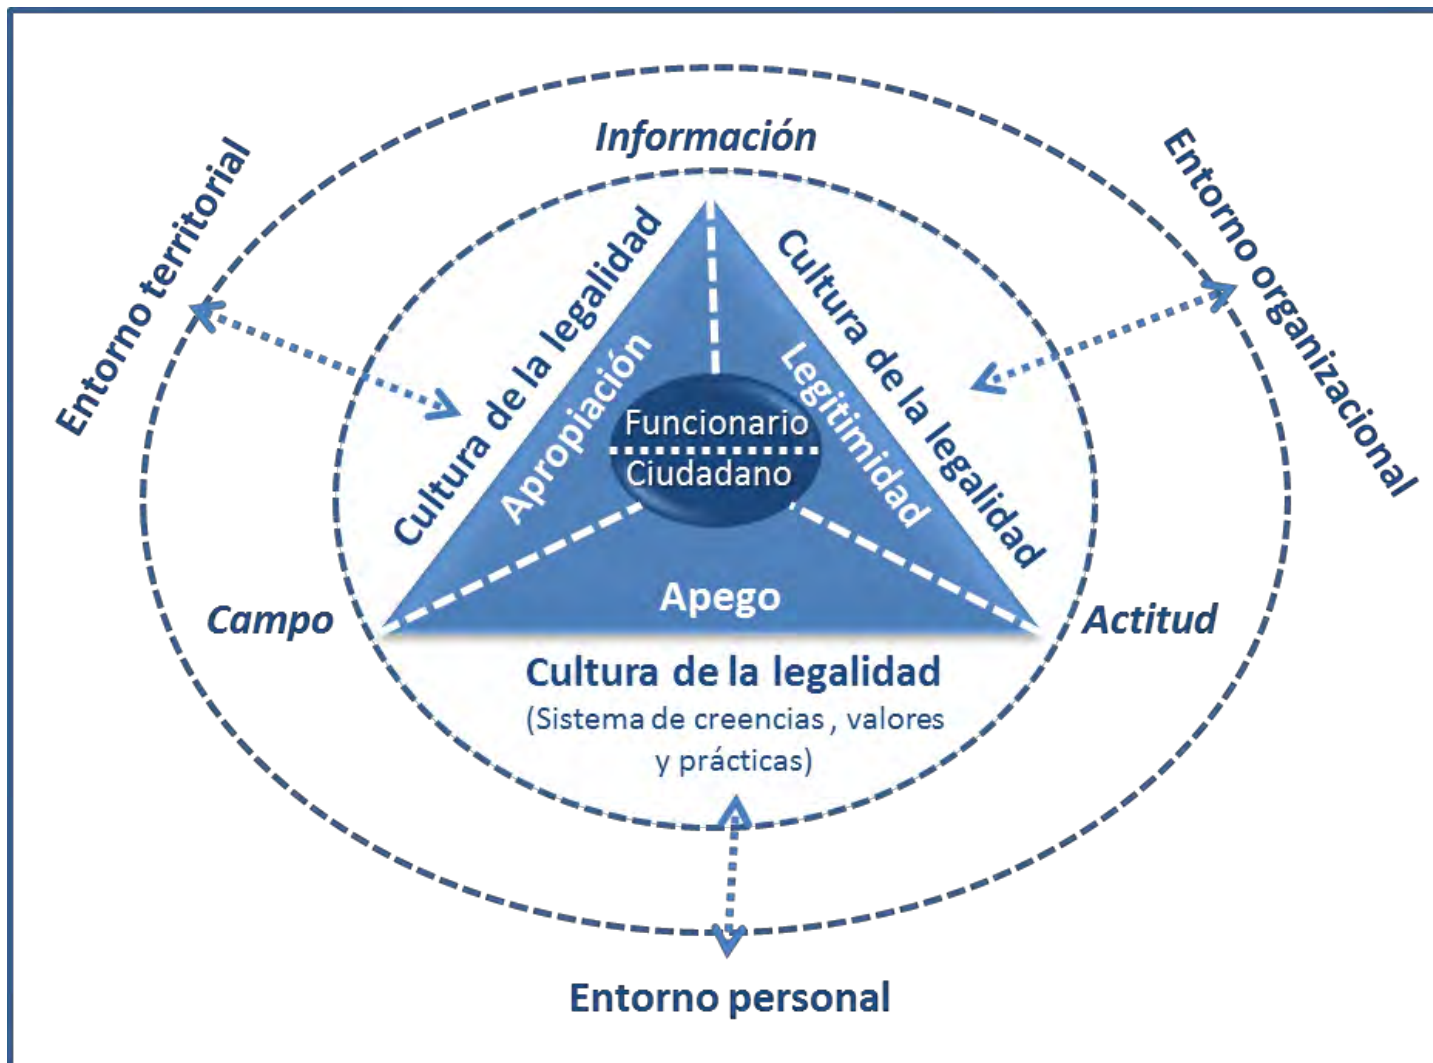 Información
Entorno territorial
Entorno organizacional
Cultura de la legalidad
Cultura de la legalidad
Apropiación
Legitimidad
Funcionario
Ciudadano
Apego
Campo
Actitud
Cultura de la legalidad
(Sistema de creencias , valores
y prácticas)
Entorno personal